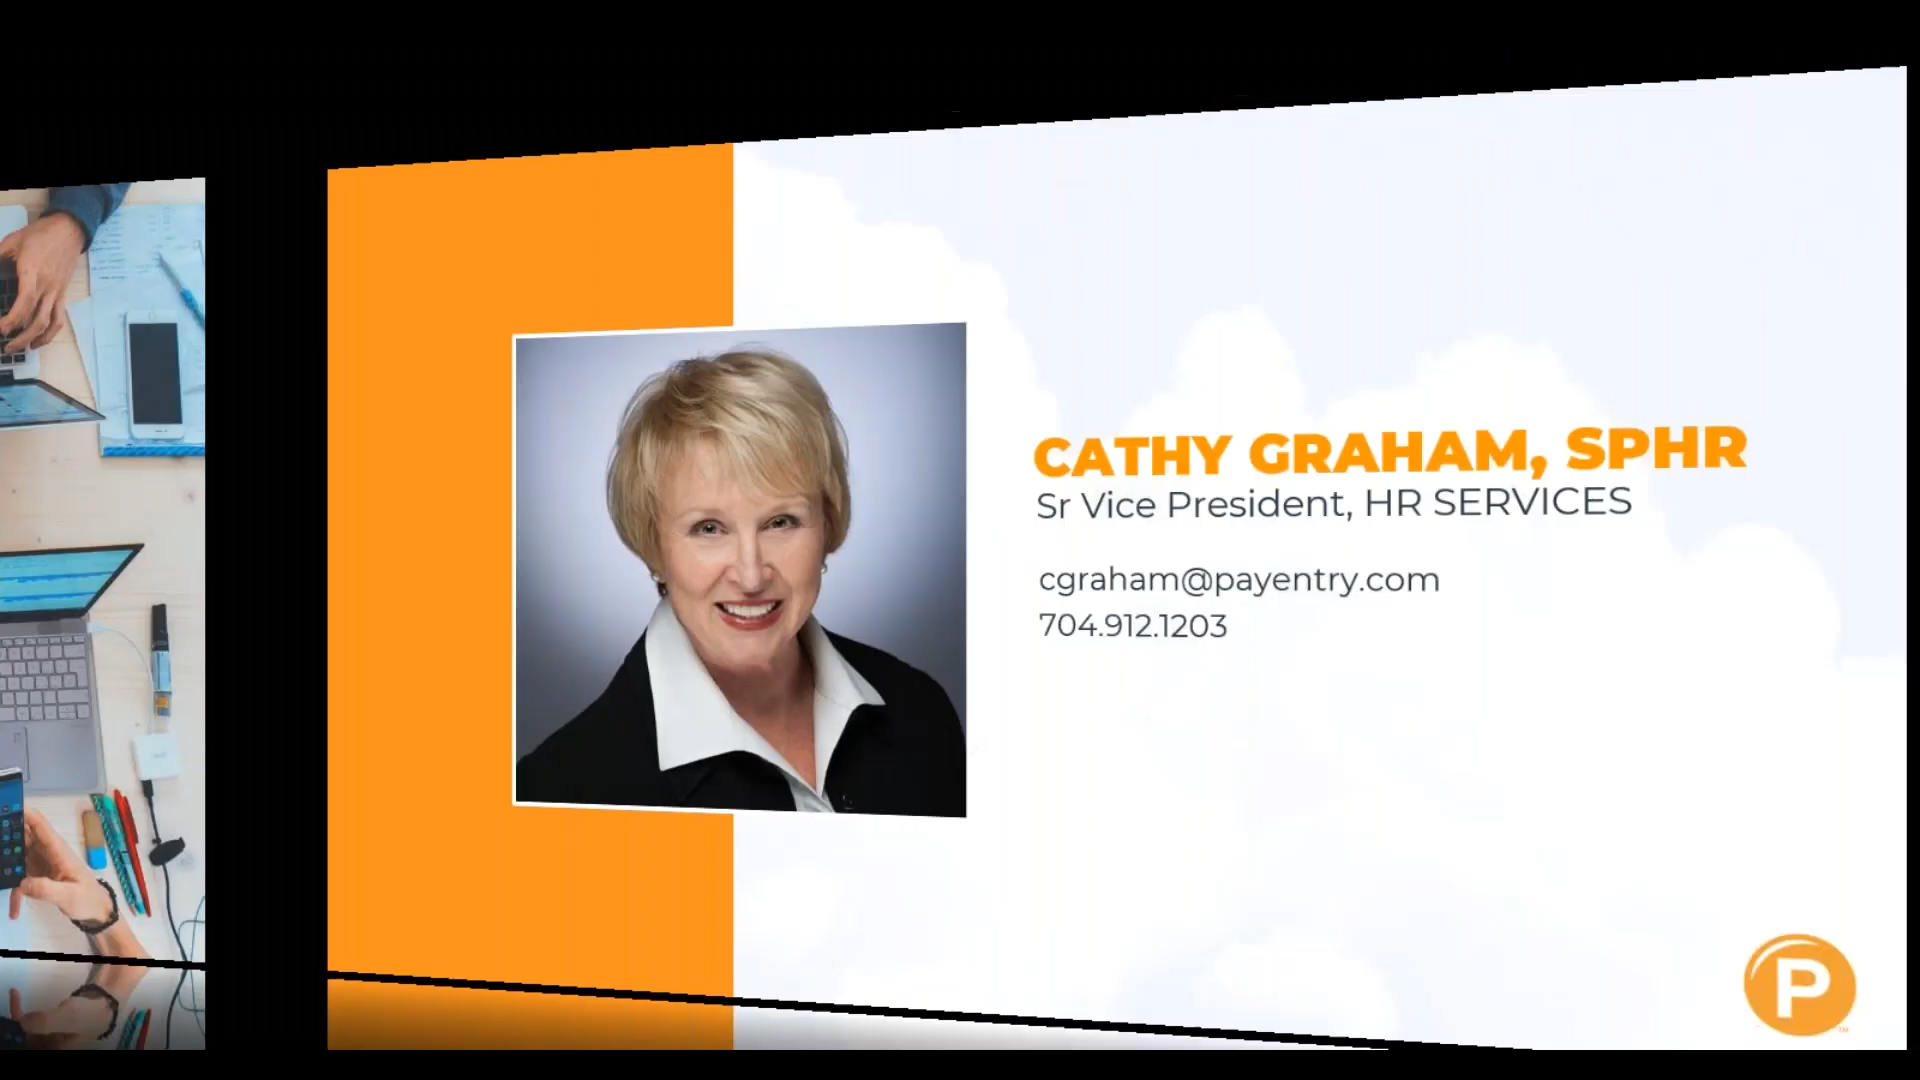 CATHY GRAHAM, SPHR
Sr Vice President, HR SERVICES
cgraham@payentry.com
704.912.1203
P